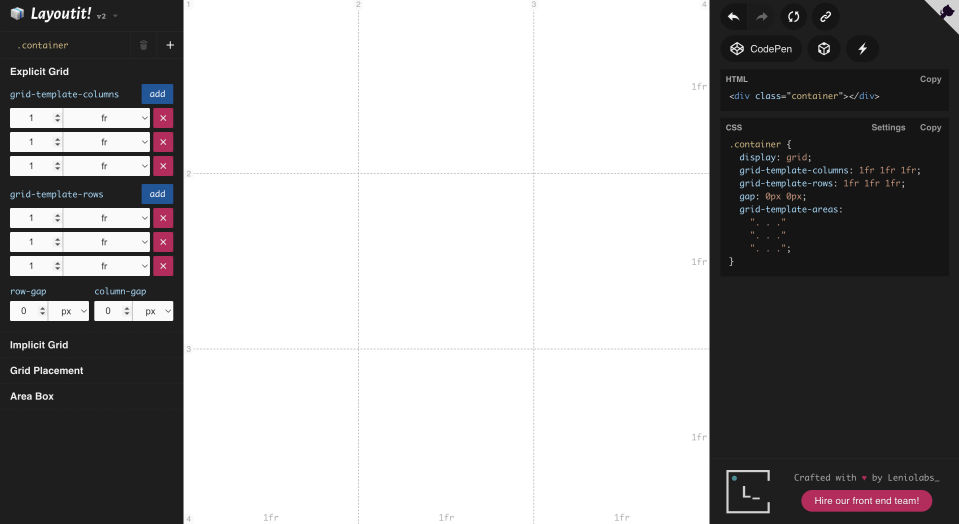 Layoutit! v2
.container
+
Explicit Grid
grid-template-columns
add
1 fr ×
1 fr ×
1 fr ×
grid-template-rows
add
1 fr ×
1 fr ×
1 fr ×
row-gap column-gap
0 px 0 px
Implicit Grid
Grid Placement
Area Box
1 2 3 4
1fr
2
1fr
3
1fr
4 1fr 1fr 1fr
CodePen
HTML Copy
<div class="container"></div>
CSS Settings Copy
.container {
display: grid;
grid-template-columns: 1fr 1fr 1fr;
grid-template-rows: 1fr 1fr 1fr;
gap: 0px 0px;
grid-template-areas:
". . ."
". . ."
". . .";
}
L_
Crafted with ♥ by Leniolabs_
Hire our front end team!